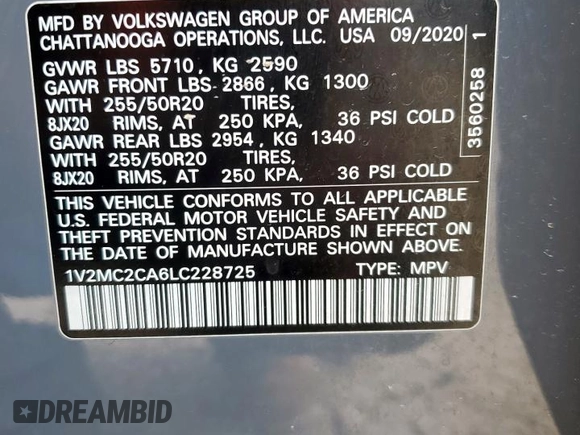 MFD BY VOLKSWAGEN GROUP OF AMERICA
CHATTANOOGA OPERATIONS, LLC. USA 09/2020
GVWR LBS 5710, KG 2590
GAWR FRONT LBS 2866, KG 1300
WITH 255/50R20 TIRES,
8JX20 RIMS, AT 250 KPA, 36 PSI COLD
GAWR REAR LBS 2954, KG 1340
WITH 255/50R20 TIRES,
8JX20 RIMS, AT 250 KPA, 36 PSI COLD
THIS VEHICLE CONFORMS TO ALL APPLICABLE
U.S. FEDERAL MOTOR VEHICLE SAFETY AND
THEFT PREVENTION STANDARDS IN EFFECT ON
THE DATE OF MANUFACTURE SHOWN ABOVE.
1V2MC2CA6LC228725 TYPE: MPV
3560258 1
DREAMBID